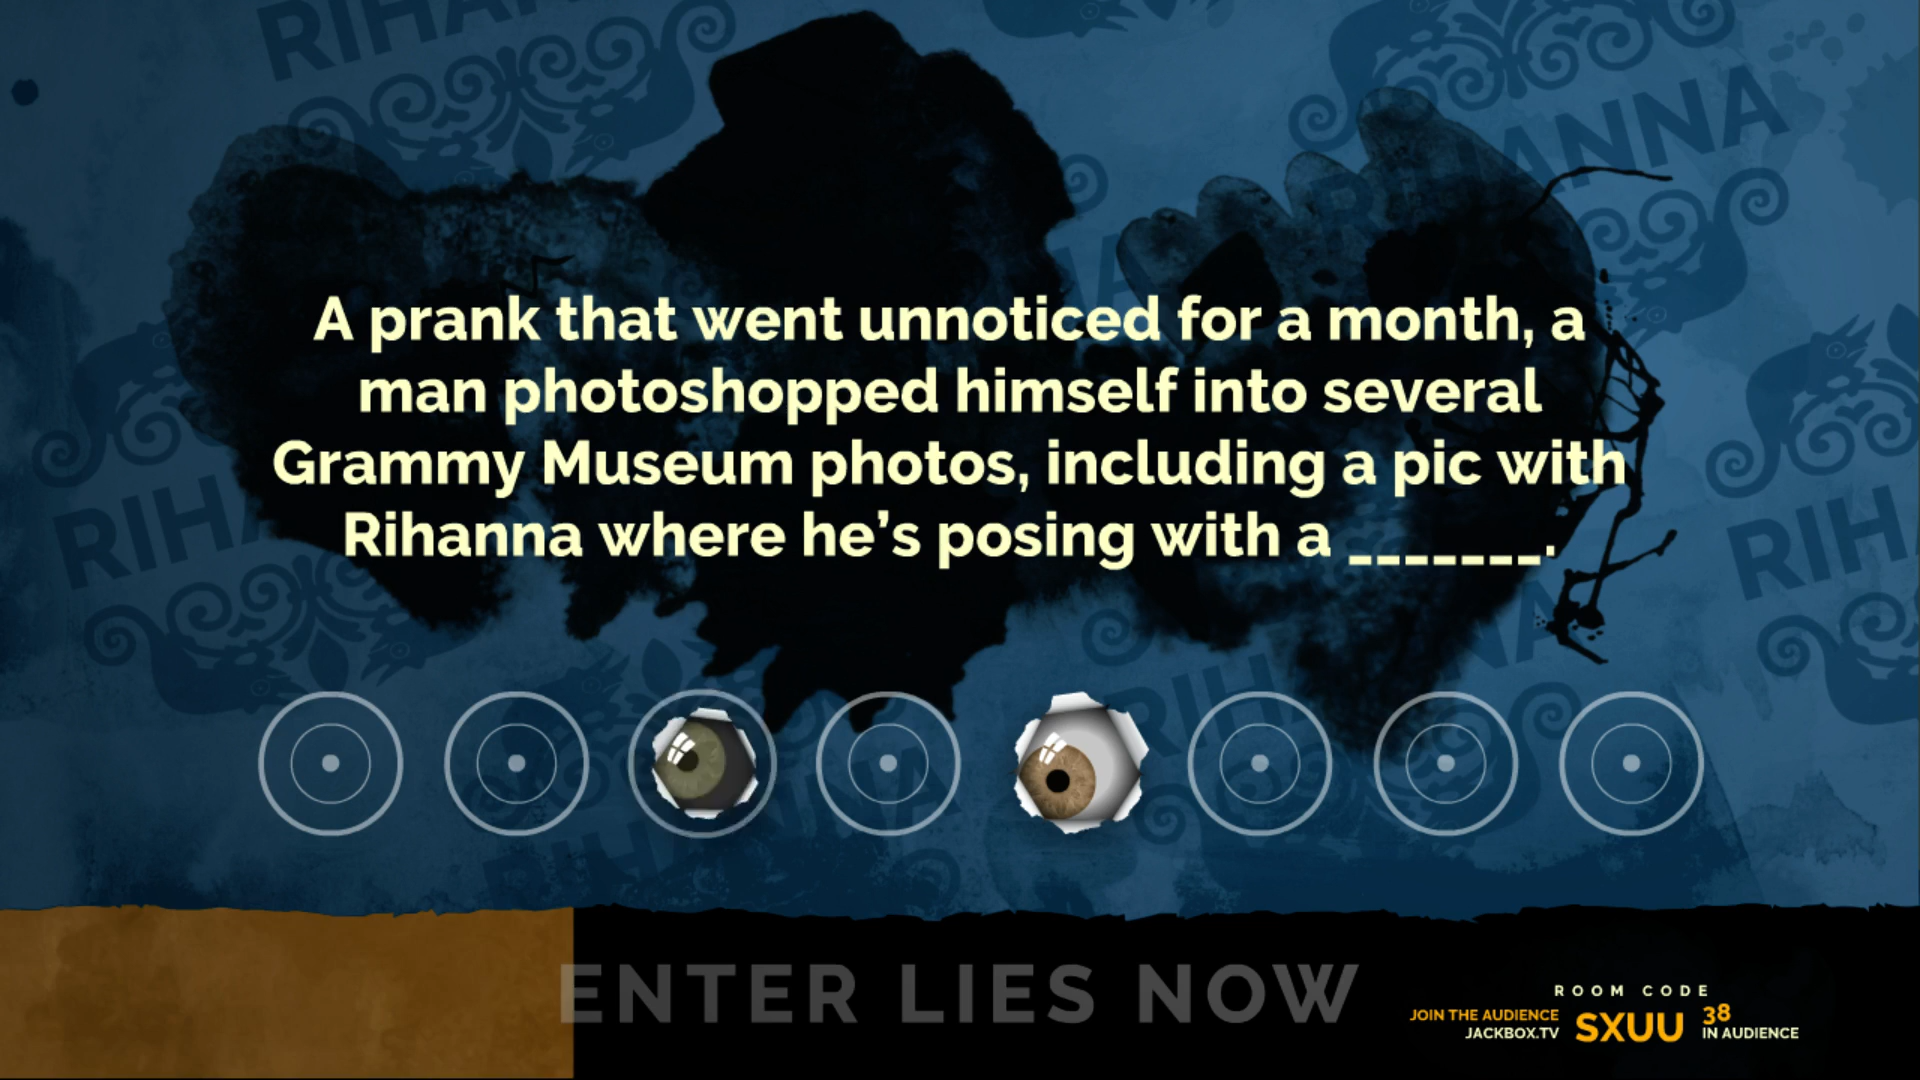 RIHANNA
A prank that went unnoticed for a month, a
man photoshopped himself into several
Grammy Museum photos, including a pic with
Rihanna where he's posing with a _______.
ENTER LIES NOW
ROOM CODE
JOIN THE AUDIENCE
JACKBOX.TV
SXUU
38
IN AUDIENCE